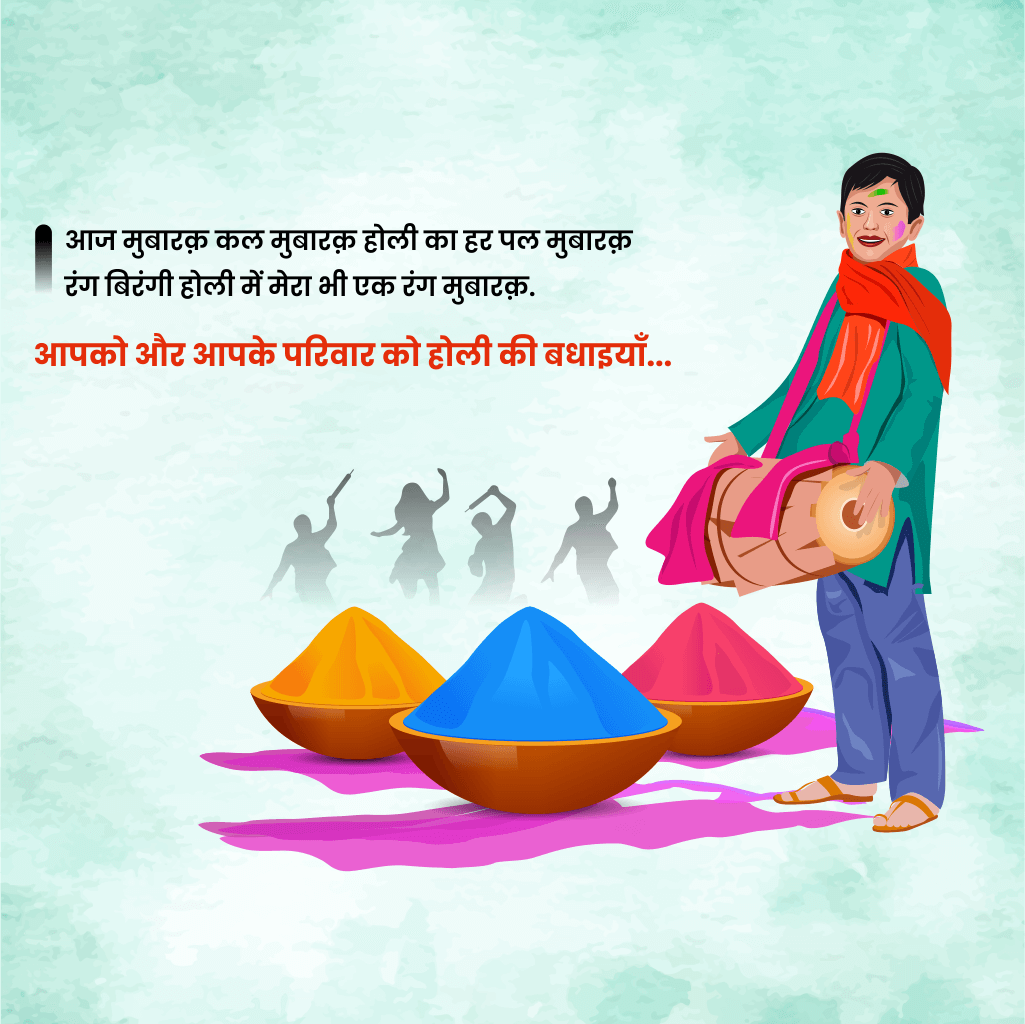 आज मुबारक़ कल मुबारक़ होली का हर पल मुबारक़
रंग बिरंगी होली में मेरा भी एक रंग मुबारक़.
आपको और आपके परिवार को होली की बधाइयाँ...